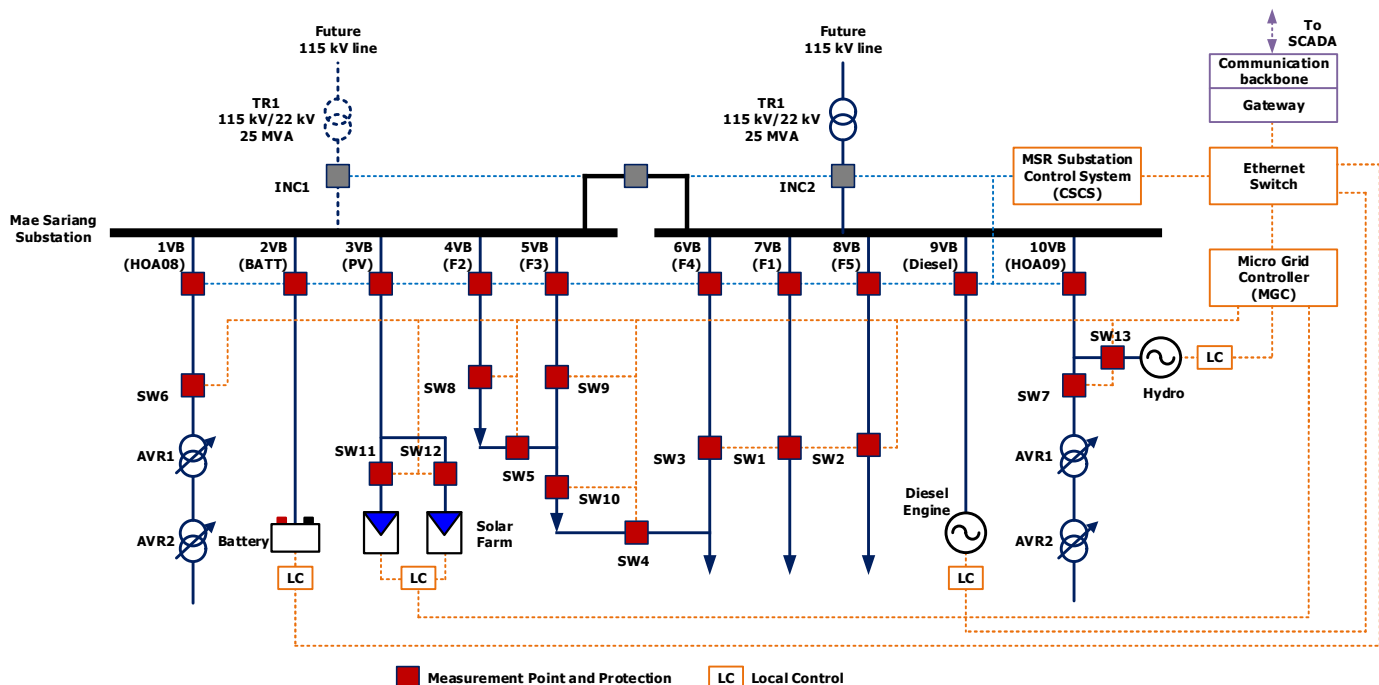 Future
115 kV line
Future
115 kV line
To
SCADA
Communication
backbone
Gateway
TR1
115 kV/22 kV
25 MVA
TR1
115 kV/22 kV
25 MVA
INC1
INC2
MSR Substation
Control System
(CSCS)
Ethernet
Switch
Mae Sariang
Substation
1VB
(HOA08)
2VB
(BATT)
3VB
(PV)
4VB
(F2)
5VB
(F3)
6VB
(F4)
7VB
(F1)
8VB
(F5)
9VB
(Diesel)
10VB
(HOA09)
Micro Grid
Controller
(MGC)
SW13
LC
Hydro
SW6
SW8
SW9
SW7
AVR1
SW11
SW12
SW5
SW3
SW1
SW2
AVR1
SW10
Diesel
Engine
AVR2
Battery
Solar
Farm
SW4
AVR2
LC
LC
LC
Measurement Point and Protection
LC
Local Control